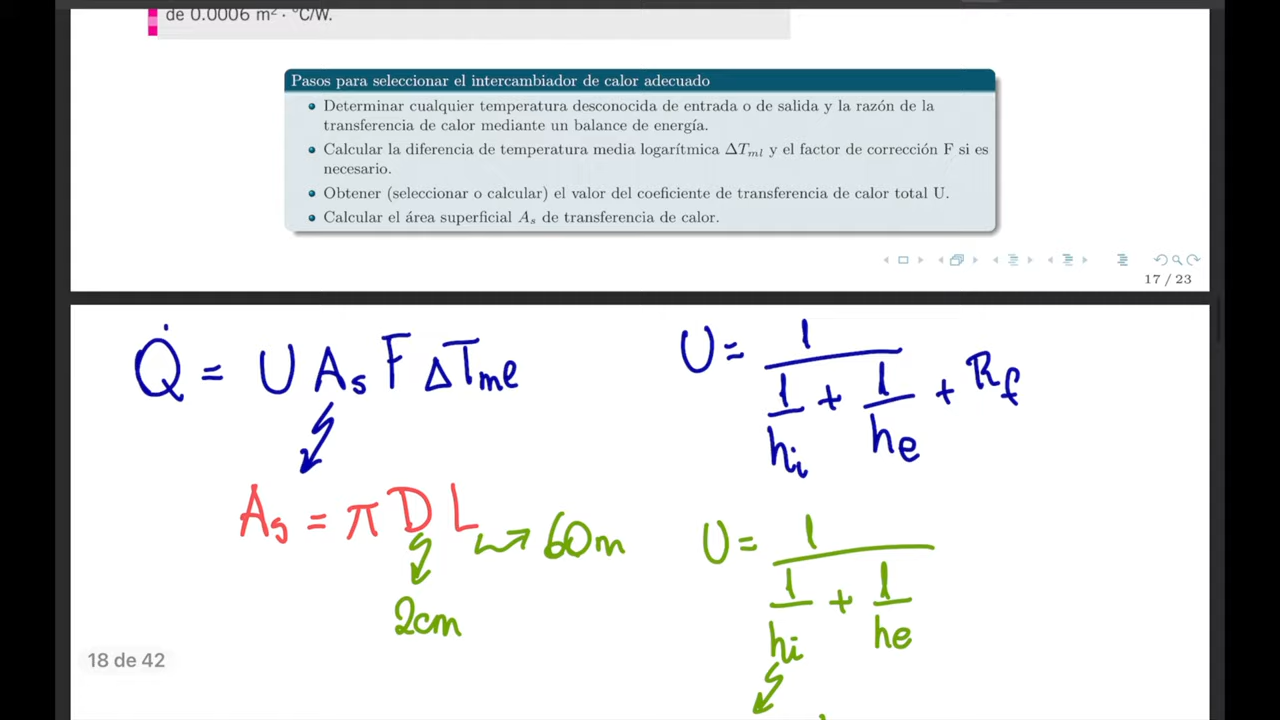 de 0.0006 m² · °C/W.
Pasos para seleccionar el intercambiador de calor adecuado
Determinar cualquier temperatura desconocida de entrada o de salida y la razón de la
transferencia de calor mediante un balance de energía.
Calcular la diferencia de temperatura media logarítmica ΔT_ml y el factor de corrección F si es
necesario.
Obtener (seleccionar o calcular) el valor del coeficiente de transferencia de calor total U.
Calcular el área superficial A_s de transferencia de calor.
17 / 23
Q̇ = U A_s F ΔT_me
U = 1 / (1/h_i + 1/h_e + R_f)
A_s = π D L → 60m
2cm
U = 1 / (1/h_i + 1/h_e)
18 de 42